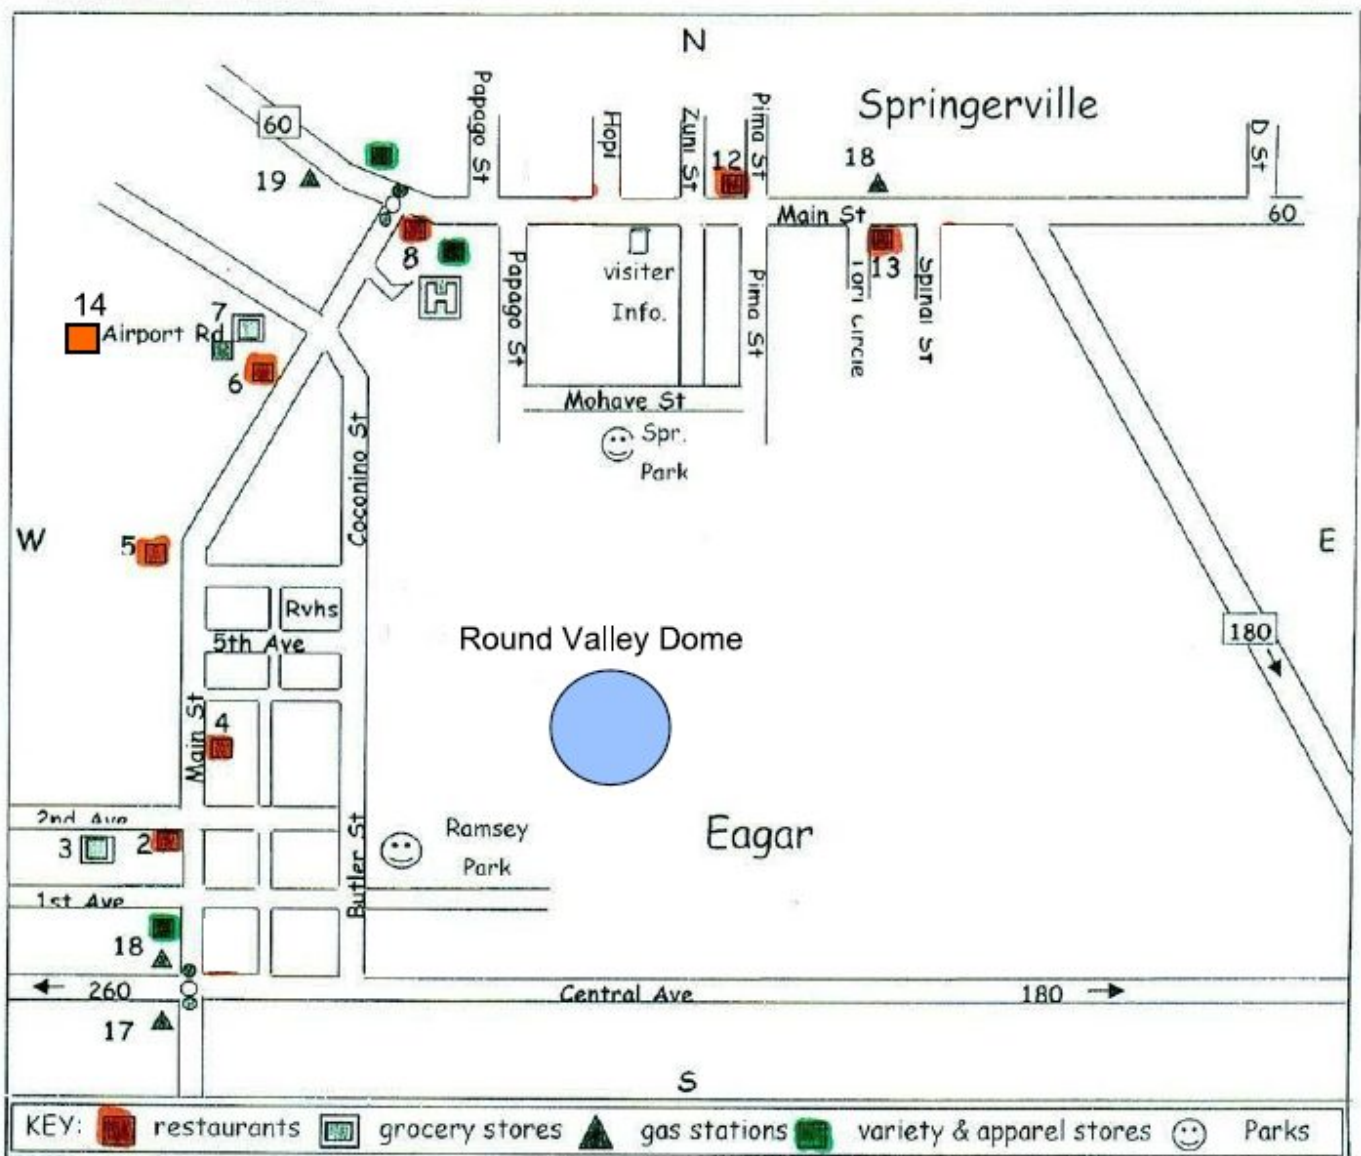 N
Springerville
60
Papago St
Hopi
Zuni St
Pima St
D St
12
18
19
Main St
60
8
13
visiter
Info.
Papago St
Pima St
Tori Circle
Spinal St
H
14
7
Airport Rd
6
Mohave St
Spr.
Park
Coconino St
W
5
E
Rvhs
5th Ave
Round Valley Dome
180
Main St
4
2nd Ave
3
2
Butler St
Ramsey
Park
Eagar
1st Ave
18
260
Central Ave
180
17
S
KEY: restaurants grocery stores gas stations variety & apparel stores Parks